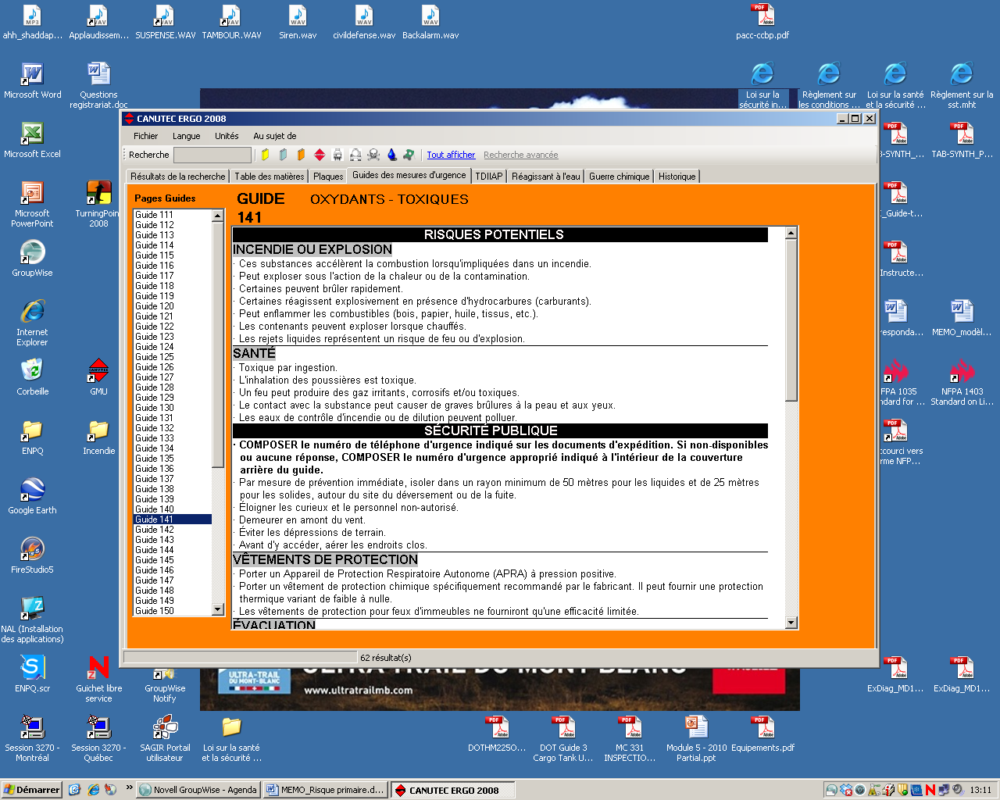 ahh_shaddap... Applaudissem... SUSPENSE.WAV TAMBOUR.WAV Siren.wav civildefense.wav Backalarm.wav pacc-ccbp.pdf
Microsoft Word
Questions
registrariat.doc
Loi sur la
sécurité in...
Règlement sur
les conditions ...
Loi sur la santé
et la sécurité ...
Règlement sur la
sst.mht
CANUTEC ERGO 2008
Fichier Langue Unités Au sujet de
Recherche Tout afficher Recherche avancée
Résultats de la recherche Table des matières Plaques Guides des mesures d'urgence TDIIAP Réagissant à l'eau Guerre chimique Historique
Pages Guides
Guide 111
Guide 112
Guide 113
Guide 114
Guide 115
Guide 116
Guide 117
Guide 118
Guide 119
Guide 120
Guide 121
Guide 122
Guide 123
Guide 124
Guide 125
Guide 126
Guide 127
Guide 128
Guide 129
Guide 130
Guide 131
Guide 132
Guide 133
Guide 134
Guide 135
Guide 136
Guide 137
Guide 138
Guide 139
Guide 140
Guide 141
Guide 142
Guide 143
Guide 144
Guide 145
Guide 146
Guide 147
Guide 148
Guide 149
Guide 150
GUIDE
141
OXYDANTS - TOXIQUES
RISQUES POTENTIELS
INCENDIE OU EXPLOSION
· Ces substances accélèrent la combustion lorsqu'impliquées dans un incendie.
· Peut exploser sous l'action de la chaleur ou de la contamination.
· Certaines peuvent brûler rapidement.
· Certaines réagissent explosivement en présence d'hydrocarbures (carburants).
· Peut enflammer les combustibles (bois, papier, huile, tissus, etc.).
· Les contenants peuvent exploser lorsque chauffés.
· Les rejets liquides représentent un risque de feu ou d'explosion.
SANTÉ
· Toxique par ingestion.
· L'inhalation des poussières est toxique.
· Un feu peut produire des gaz irritants, corrosifs et/ou toxiques.
· Le contact avec la substance peut causer de graves brûlures à la peau et aux yeux.
· Les eaux de contrôle d'incendie ou de dilution peuvent polluer.
SÉCURITÉ PUBLIQUE
· COMPOSER le numéro de téléphone d'urgence indiqué sur les documents d'expédition. Si non-disponibles
ou aucune réponse, COMPOSER le numéro d'urgence approprié indiqué à l'intérieur de la couverture
arrière du guide.
· Par mesure de prévention immédiate, isoler dans un rayon minimum de 50 mètres pour les liquides et de 25 mètres
pour les solides, autour du site du déversement ou de la fuite.
· Éloigner les curieux et le personnel non-autorisé.
· Demeurer en amont du vent.
· Éviter les dépressions de terrain.
· Avant d'y accéder, aérer les endroits clos.
VÊTEMENTS DE PROTECTION
· Porter un Appareil de Protection Respiratoire Autonome (APRA) à pression positive.
· Porter un vêtement de protection chimique spécifiquement recommandé par le fabricant. Il peut fournir une protection
thermique variant de faible à nulle.
· Les vêtements de protection pour feux d'immeubles ne fourniront qu'une efficacité limitée.
ÉVACUATION
62 résultat(s)
Microsoft Excel
Microsoft
PowerPoint
TurningPoin
2008
GroupWise
Internet
Explorer
Corbeille
GMU
ENPQ
Incendie
Google Earth
FireStudio5
NAL (Installation
des applications)
ENPQ.scr
Guichet libre
service
GroupWise
Notify
B-SYNTH_... TAB-SYNTH_P...
_Guide-t...
Instructe...
responda... MEMO_modèl...
FPA 1035
ndard for ...
NFPA 1403
Standard on Li...
ccourci vers
rme NFP...
ExDiag_MD1... ExDiag_MD1...
ULTRA-TRAIL
DU MONT-BLANC
ULTRA-TRAIL DU MONT-BLANC
www.ultratrailmb.com
Session 3270 -
Montréal
Session 3270 -
Québec
SAGIR Portail
utilisateur
Loi sur la santé
et la sécurité ...
DOTHM225O...
DOT Guide 3
Cargo Tank U...
MC 331
INSPECTIO...
Module 5 - 2010
Partial.ppt
Equipements.pdf
Démarrer Novell GroupWise - Agenda MEMO_Risque primaire.d... CANUTEC ERGO 2008 13:11